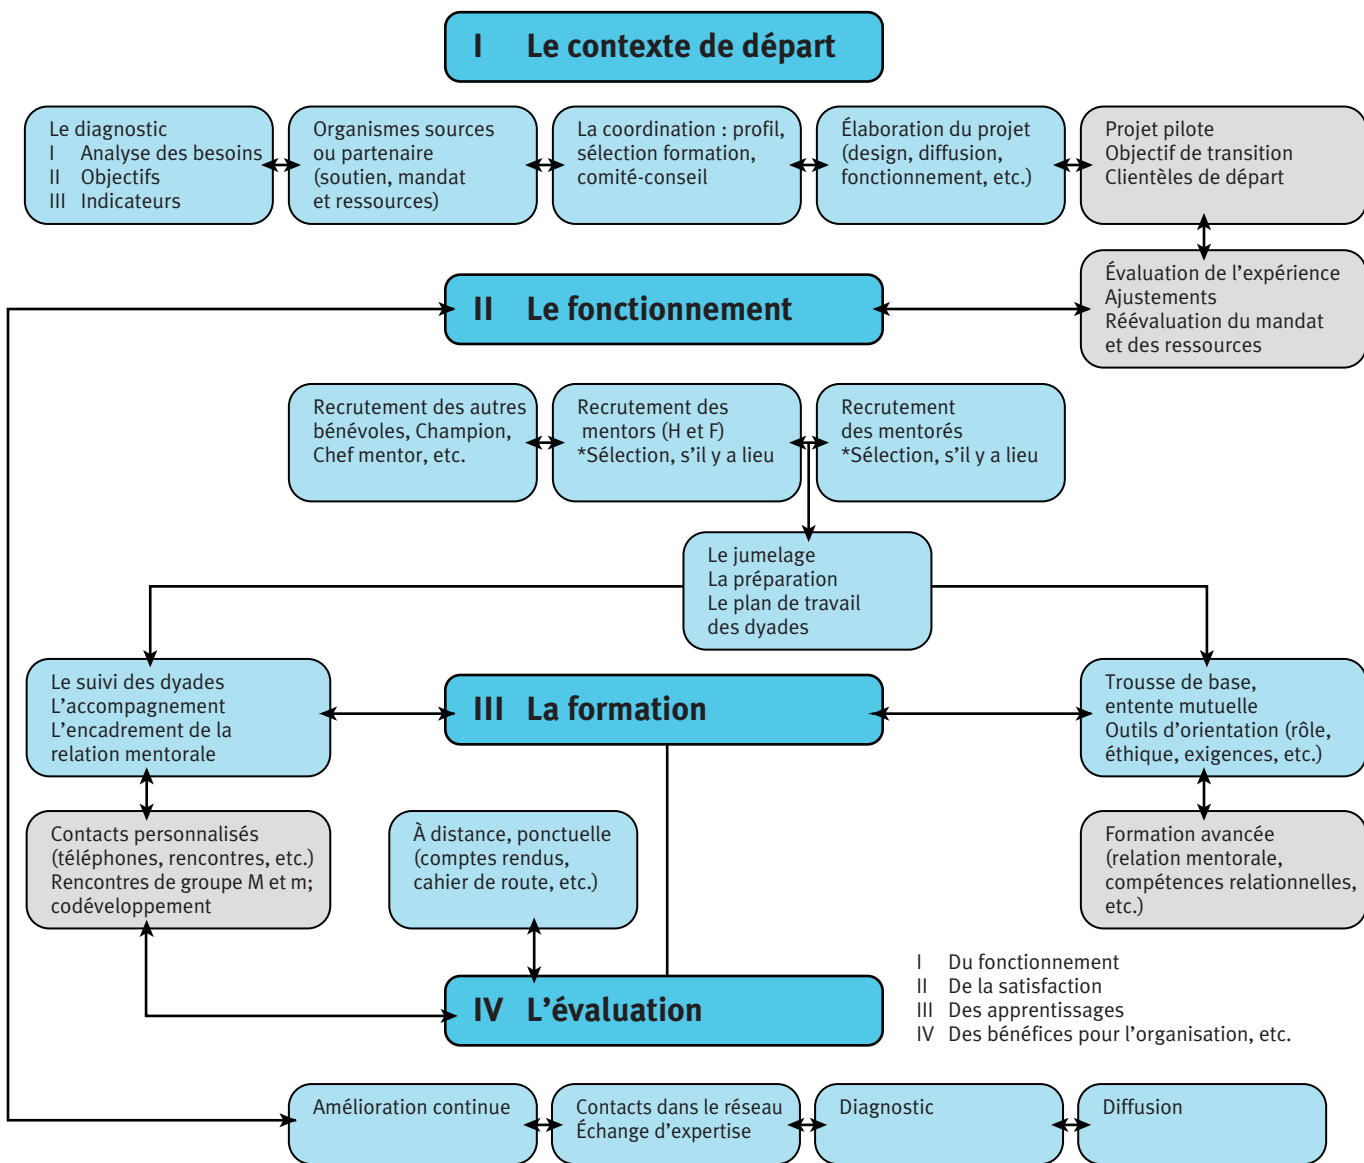 I Le contexte de départ
Le diagnostic
I Analyse des besoins
II Objectifs
III Indicateurs
Organismes sources
ou partenaire
(soutien, mandat
et ressources)
La coordination : profil,
sélection formation,
comité-conseil
Élaboration du projet
(design, diffusion,
fonctionnement, etc.)
Projet pilote
Objectif de transition
Clientèles de départ
Évaluation de l’expérience
Ajustements
Réévaluation du mandat
et des ressources
II Le fonctionnement
Recrutement des autres
bénévoles, Champion,
Chef mentor, etc.
Recrutement des
mentors (H et F)
*Sélection, s’il y a lieu
Recrutement
des mentorés
*Sélection, s’il y a lieu
Le jumelage
La préparation
Le plan de travail
des dyades
Le suivi des dyades
L’accompagnement
L’encadrement de la
relation mentorale
III La formation
Trousse de base,
entente mutuelle
Outils d’orientation (rôle,
éthique, exigences, etc.)
Contacts personnalisés
(téléphones, rencontres, etc.)
Rencontres de groupe M et m;
codéveloppement
À distance, ponctuelle
(comptes rendus,
cahier de route, etc.)
Formation avancée
(relation mentorale,
compétences relationnelles,
etc.)
IV L’évaluation
I Du fonctionnement
II De la satisfaction
III Des apprentissages
IV Des bénéfices pour l’organisation, etc.
Amélioration continue
Contacts dans le réseau
Échange d’expertise
Diagnostic
Diffusion